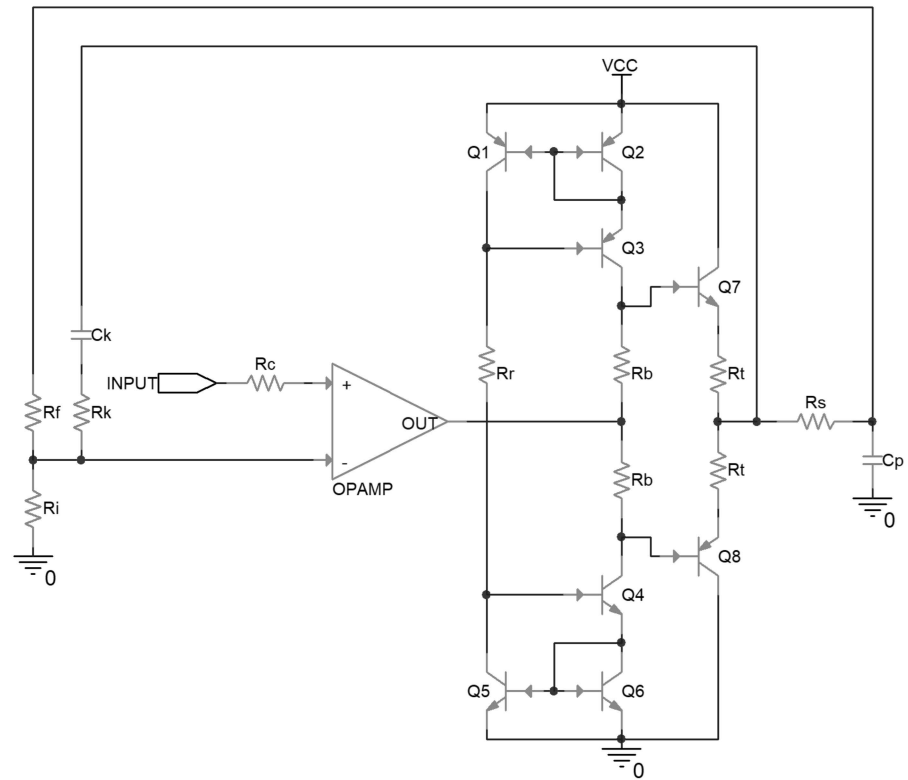 VCC
Q1
Q2
Q3
Q7
Ck
Rc
INPUT
Rr
Rb
Rt
Rf
Rk
+
OUT
Rs
-
OPAMP
Ri
Rb
Rt
Cp
0
0
Q8
Q4
Q5
Q6
0